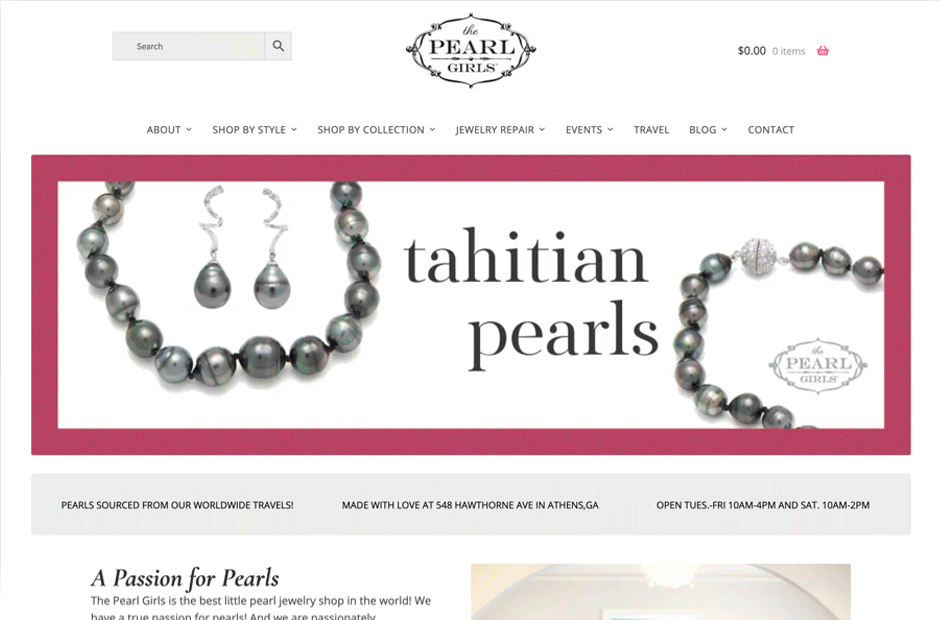 Search
the
PEARL
GIRLS
$0.00 0 items
ABOUT SHOP BY STYLE SHOP BY COLLECTION JEWELRY REPAIR EVENTS TRAVEL BLOG CONTACT
tahitian
pearls
the
PEARL
GIRLS
PEARLS SOURCED FROM OUR WORLDWIDE TRAVELS! MADE WITH LOVE AT 548 HAWTHORNE AVE IN ATHENS,GA OPEN TUES.-FRI 10AM-4PM AND SAT. 10AM-2PM
A Passion for Pearls
The Pearl Girls is the best little pearl jewelry shop in the world! We
have a true passion for pearls! And we are passionately